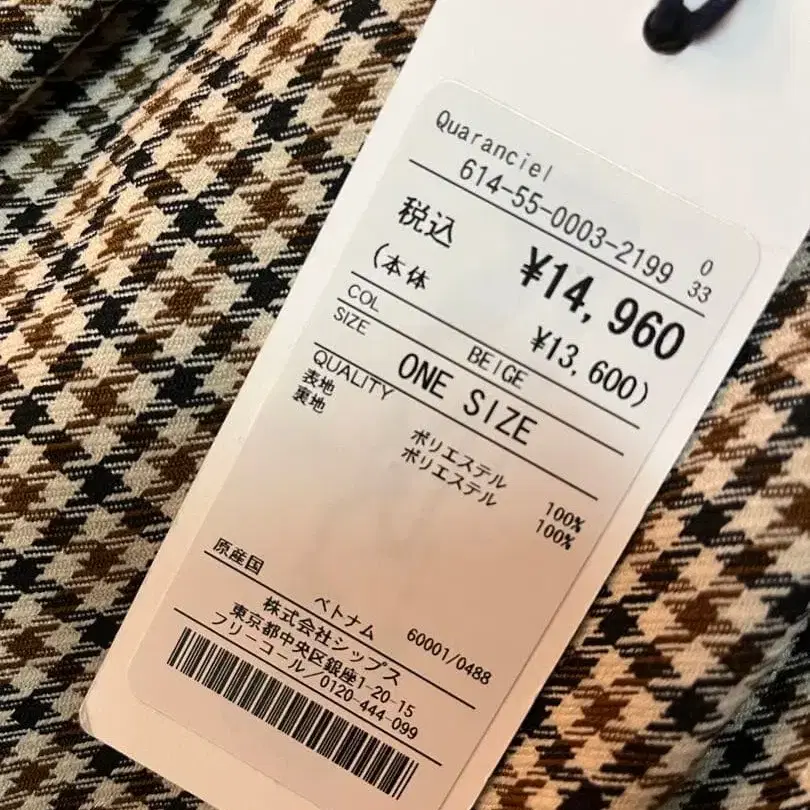 Quaranciel
614-55-0003-2199 0
33
税込 ¥14,960
(本体 ¥13,600)
COL BEIGE
SIZE ONE SIZE
QUALITY
表地 ポリエステル 100%
裏地 ポリエステル 100%
原産国 ベトナム 60001/0488
株式会社シップス
東京都中央区銀座1-20-15
フリーコール/0120-444-099